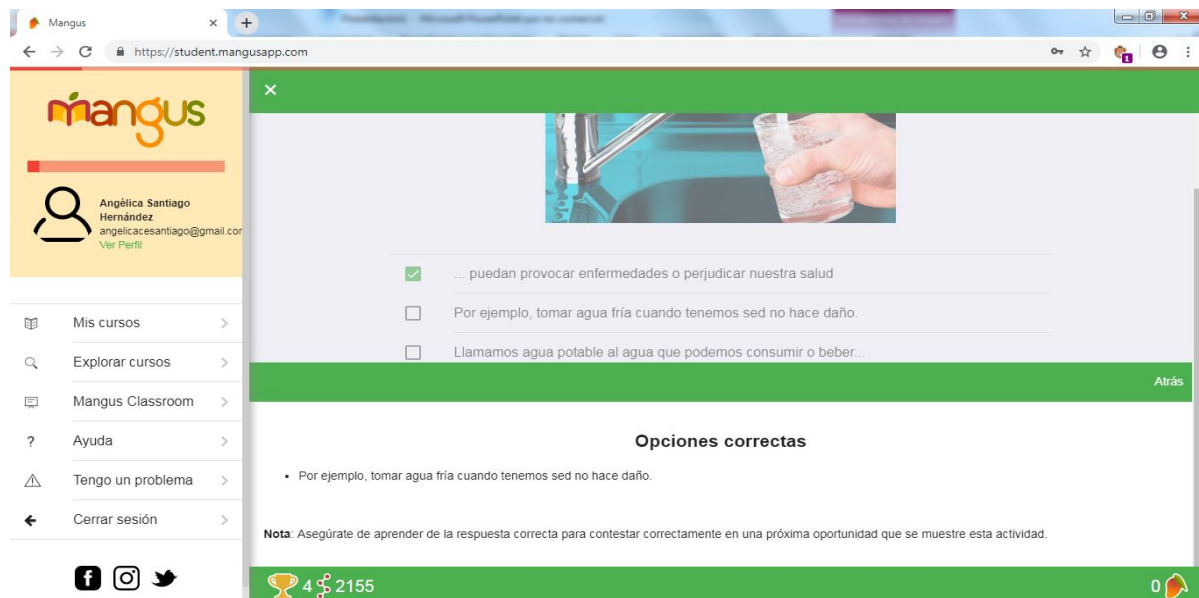 Mangus
https://student.mangusapp.com
1
mangus
Angèlica Santiago
Hernández
angelicacesantiago@gmail.cor
Ver Perfil
Mis cursos
Explorar cursos
Mangus Classroom
? Ayuda
Tengo un problema
Cerrar sesión
... puedan provocar enfermedades o perjudicar nuestra salud
Por ejemplo, tomar agua fría cuando tenemos sed no hace daño.
Llamamos agua potable al agua que podemos consumir o beber...
Atrás
Opciones correctas
• Por ejemplo, tomar agua fría cuando tenemos sed no hace daño.
Nota: Asegúrate de aprender de la respuesta correcta para contestar correctamente en una próxima oportunidad que se muestre esta actividad.
4 2155
0